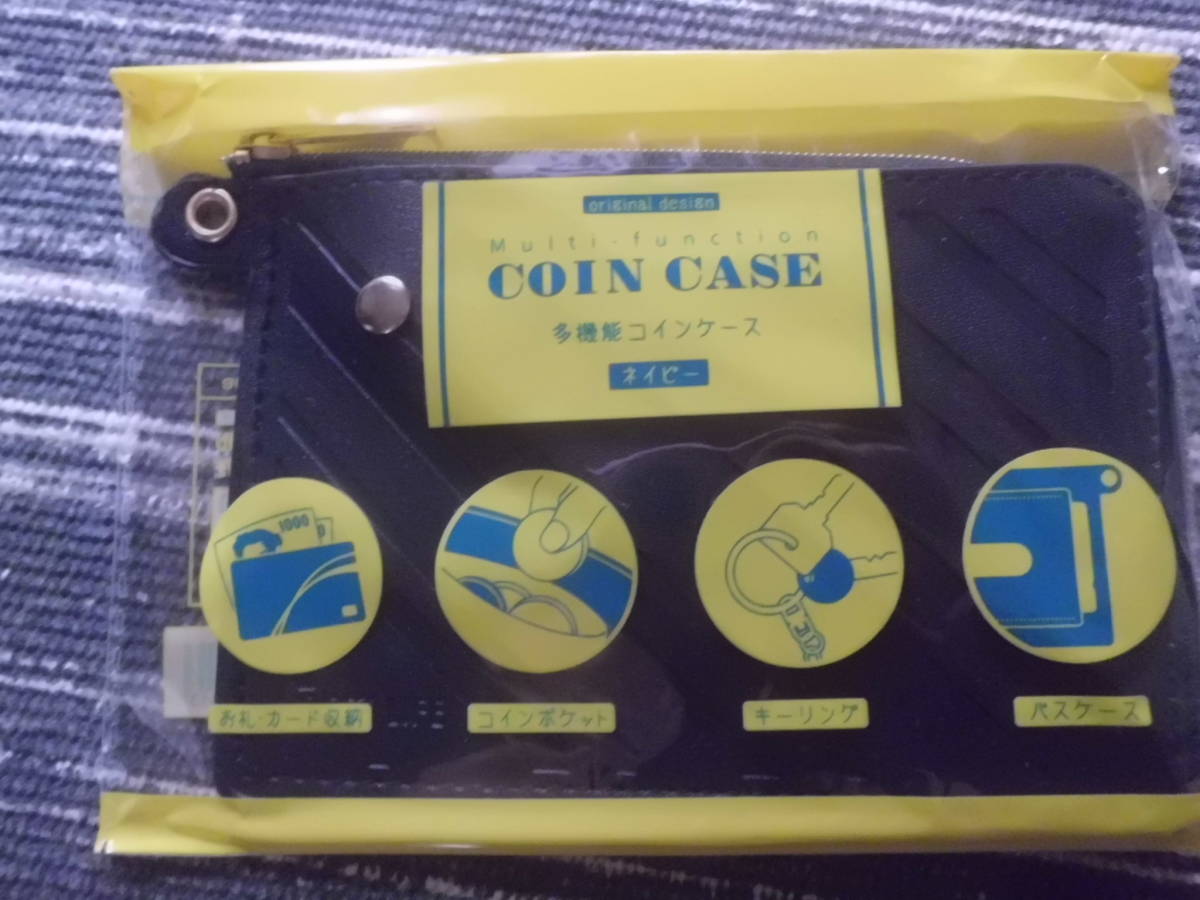 original design
Multi-function
COIN CASE
多機能コインケース
ネイビー
1000
お札・カード収納
コインポケット
キーリング
パスケース